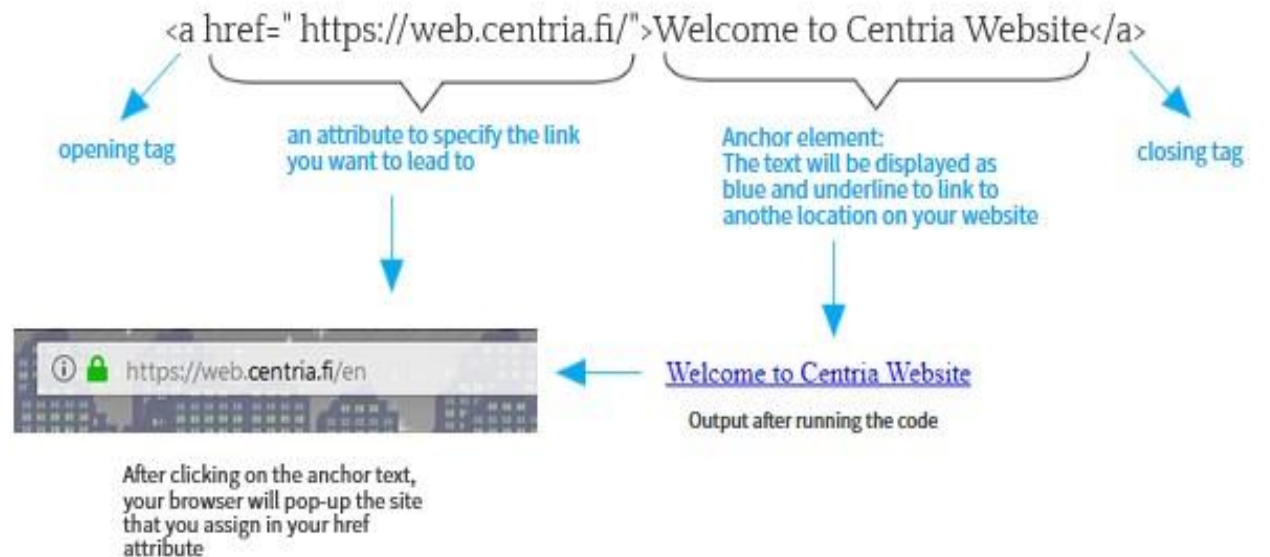 <a href=" https://web.centria.fi/">Welcome to Centria Website</a>
opening tag
an attribute to specify the link
you want to lead to
Anchor element:
The text will be displayed as
blue and underline to link to
anothe location on your website
closing tag
https://web.centria.fi/en
Welcome to Centria Website
Output after running the code
After clicking on the anchor text,
your browser will pop-up the site
that you assign in your href
attribute